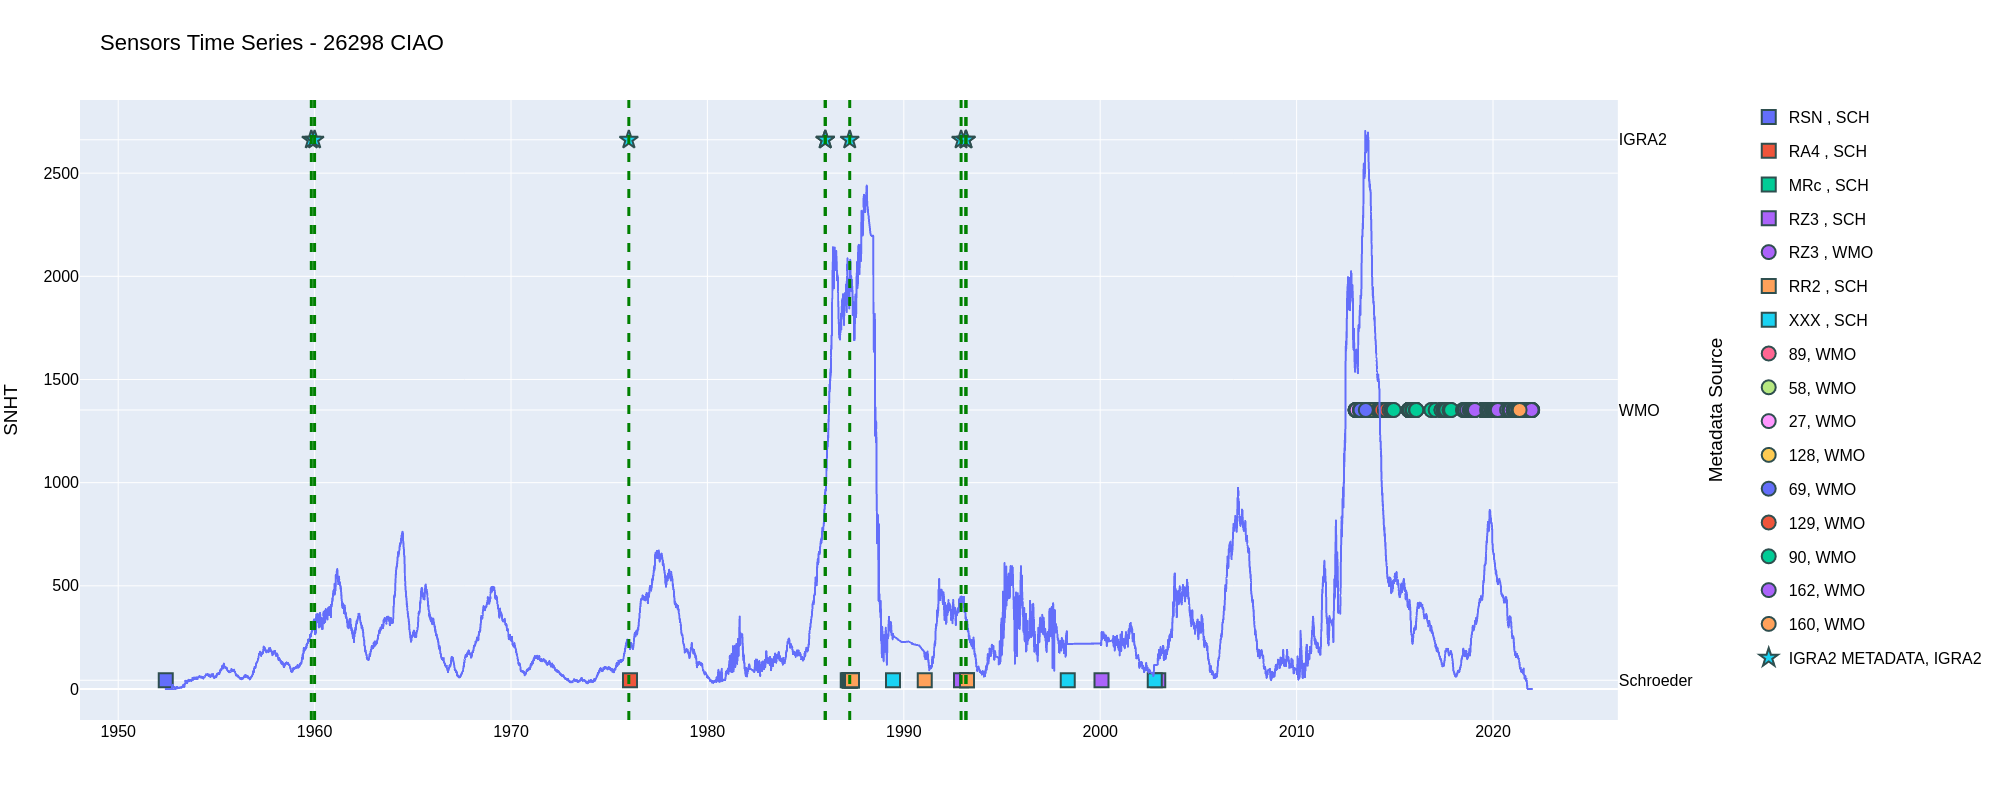 Sensors Time Series - 26298 CIAO
SNHT
2500
2000
1500
1000
500
0
1950
1960
1970
1980
1990
2000
2010
2020
IGRA2
WMO
Schroeder
Metadata Source
RSN , SCH
RA4 , SCH
MRc , SCH
RZ3 , SCH
RZ3 , WMO
RR2 , SCH
XXX , SCH
89, WMO
58, WMO
27, WMO
128, WMO
69, WMO
129, WMO
90, WMO
162, WMO
160, WMO
IGRA2 METADATA, IGRA2